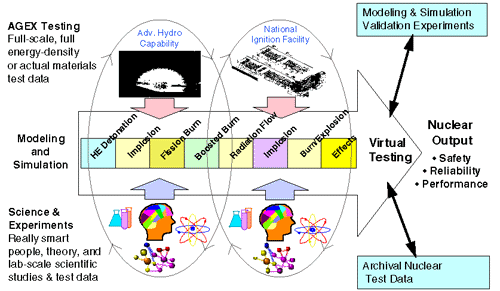 AGEX Testing
Full-scale, full
energy-density
or actual materials
test data
Adv. Hydro
Capability
National
Ignition Facility
Modeling & Simulation
Validation Experiments
Modeling
and
Simulation
HE Detonation
Implosion
Fission Burn
Boosted Burn
Radiation Flow
Implosion
Burn/Explosion
Effects
Virtual
Testing
Nuclear
Output
• Safety
• Reliability
• Performance
Science &
Experiments
Really smart
people, theory, and
lab-scale scientific
studies & test data
Archival Nuclear
Test Data